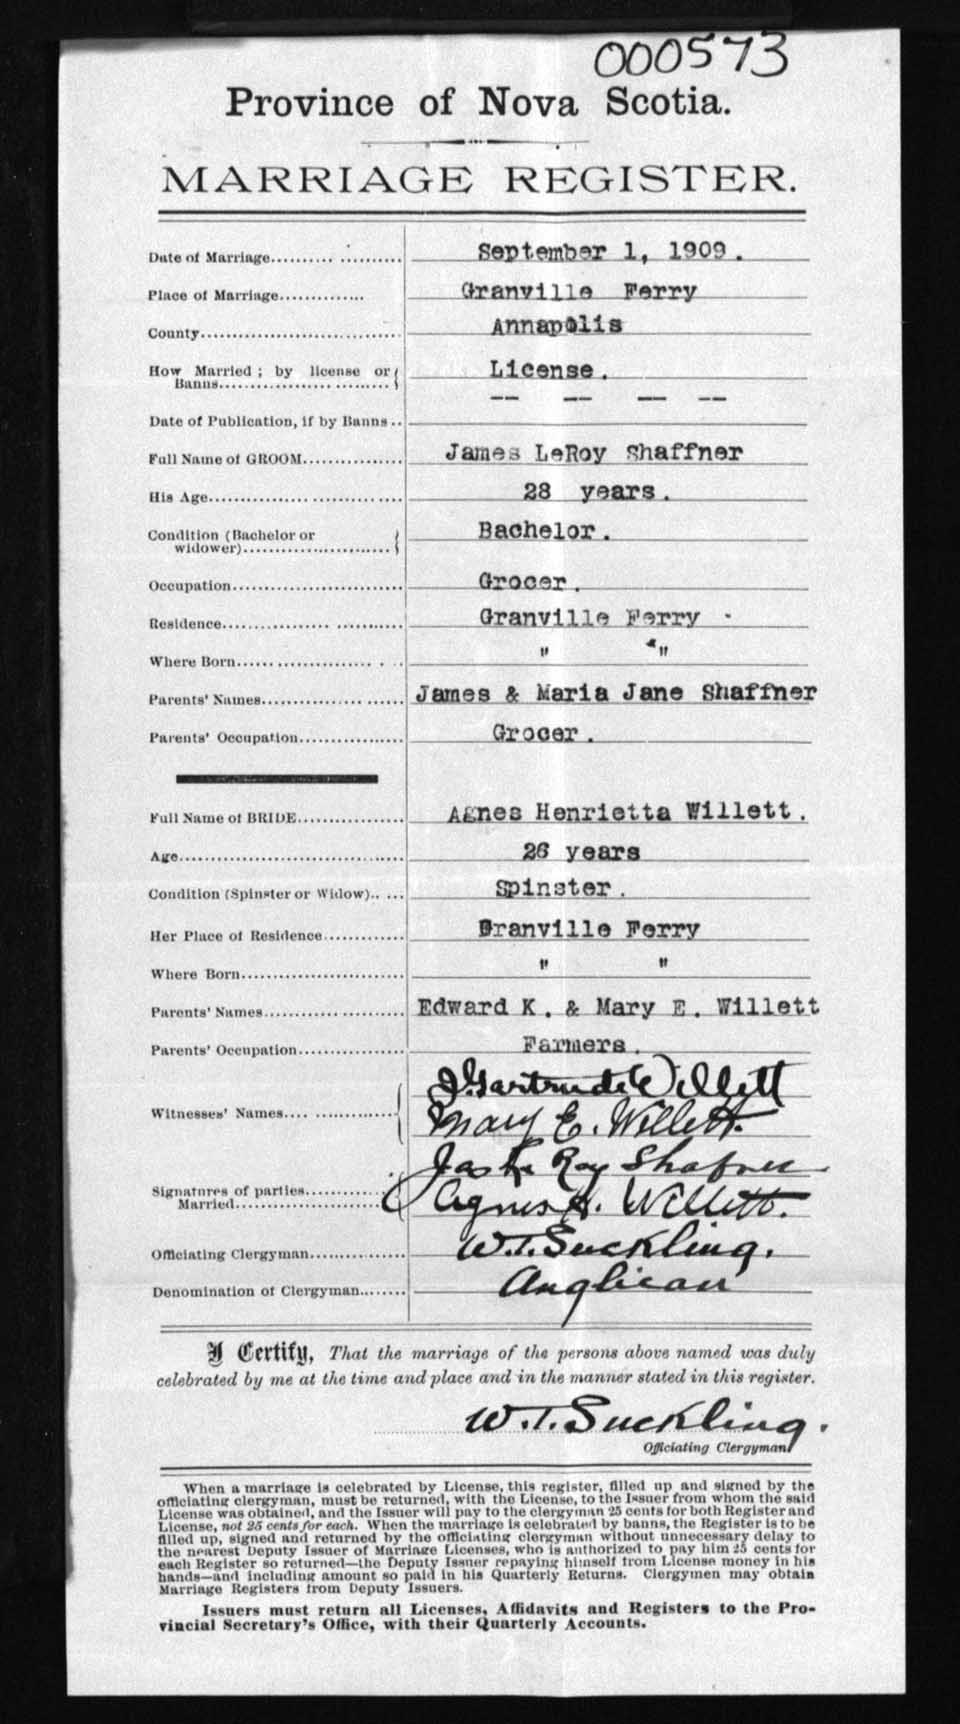 000573
Province of Nova Scotia.
MARRIAGE REGISTER.
Date of Marriage.................... September 1, 1909.
Place of Marriage.............. Granville Ferry
County.............................. Annapolis
How Married ; by license or
Banns.......................... License.
-- -- -- --
Date of Publication, if by Banns..
Full Name of GROOM................ James LeRoy Shaffner
His Age............................ 28 years.
Condition (Bachelor or
widower)........................ Bachelor.
Occupation........................ Grocer.
Residence.......................... Granville Ferry
Where Born........................ " "
Parents' Names.................... James & Maria Jane Shaffner
Parents' Occupation............... Grocer.
Full Name of BRIDE................ Agnes Henrietta Willett.
Age................................ 26 years
Condition (Spinster or Widow)..... Spinster.
Her Place of Residence............ Granville Ferry
Where Born........................ " "
Parents' Names.................... Edward K. & Mary E. Willett
Parents' Occupation............... Farmers.
J. Gertrude Willett
Witnesses' Names.................. Mary E. Willett.
Jas Roy Shafner
Signatures of parties............
Married........................ Agnes H. Willett.
Officiating Clergyman............. W.T. Suckling.
Denomination of Clergyman........ Anglican
I Certify, That the marriage of the persons above named was duly
celebrated by me at the time and place and in the manner stated in this register.
W.T. Suckling.
Officiating Clergyman
When a marriage is celebrated by License, this register, filled up and signed by the
officiating clergyman, must be returned, with the License, to the Issuer from whom the said
License was obtained, and the Issuer will pay to the clergyman 25 cents for both Register and
License, not 25 cents for each. When the marriage is celebrated by banns, the Register is to be
filled up, signed and returned by the officiating clergyman without unnecessary delay to
the nearest Deputy Issuer of Marriage Licenses, who is authorized to pay him 25 cents for
each Register so returned—the Deputy Issuer repaying himself from License money in his
hands—and including amount so paid in his Quarterly Returns. Clergymen may obtain
Marriage Registers from Deputy Issuers.
Issuers must return all Licenses, Affidavits and Registers to the Pro-
vincial Secretary's Office, with their Quarterly Accounts.